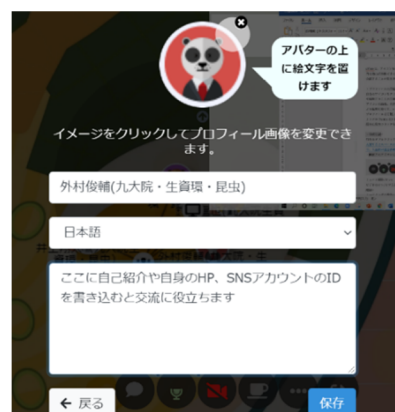 アバターの上
に絵文字を置
けます
イメージをクリックしてプロフィール画像を変更でき
ます。
外村俊輔(九大院・生資環・昆虫)
日本語
ここに自己紹介や自身のHP、SNSアカウントのID
を書き込むと交流に役立ちます
← 戻る
保存